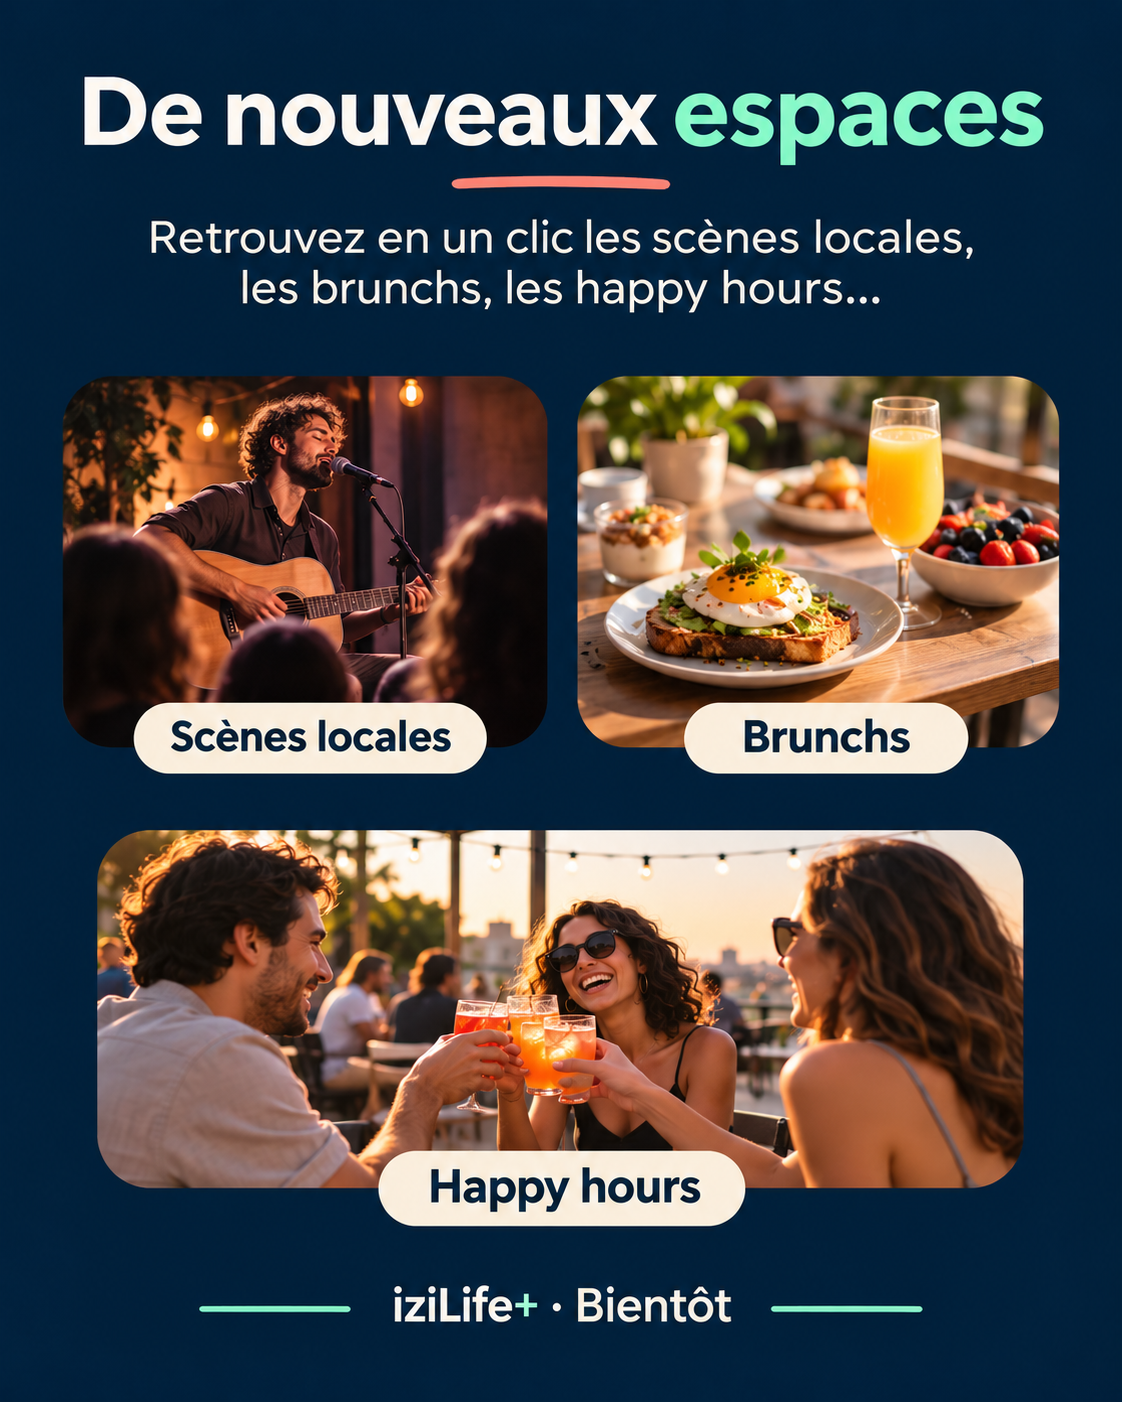 De nouveaux espaces
Retrouvez en un clic les scènes locales,
les brunchs, les happy hours...
Scènes locales
Brunchs
Happy hours
iziLife+ · Bientôt